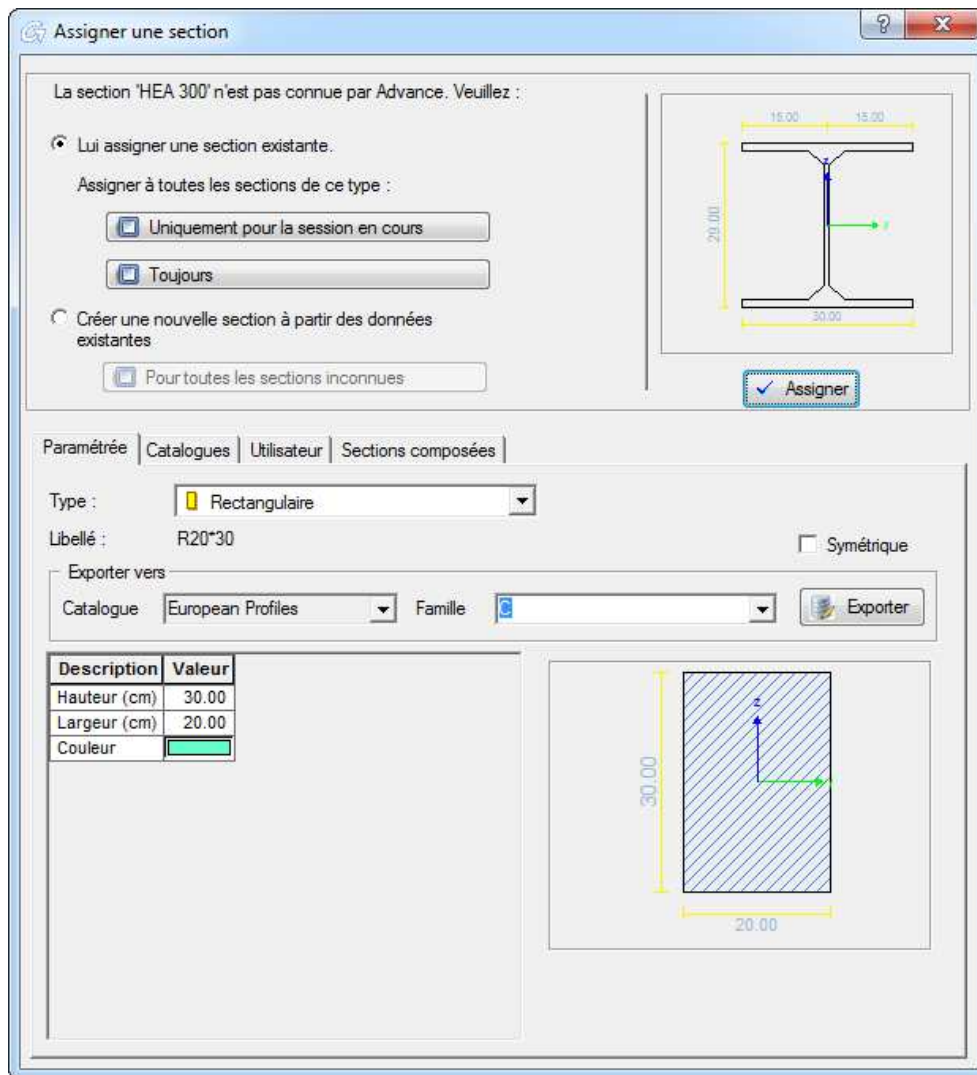 Assigner une section
La section 'HEA 300' n'est pas connue par Advance. Veuillez :
Lui assigner une section existante.
Assigner à toutes les sections de ce type :
Uniquement pour la session en cours
Toujours
Créer une nouvelle section à partir des données
existantes
Pour toutes les sections inconnues
15.00 15.00
z
29.00
y
30.00
Assigner
Paramétrée Catalogues Utilisateur Sections composées
Type : Rectangulaire
Libellé : R20*30
Symétrique
Exporter vers
Catalogue European Profiles Famille C Exporter
Description Valeur
Hauteur (cm) 30.00
Largeur (cm) 20.00
Couleur
z
30.00
20.00